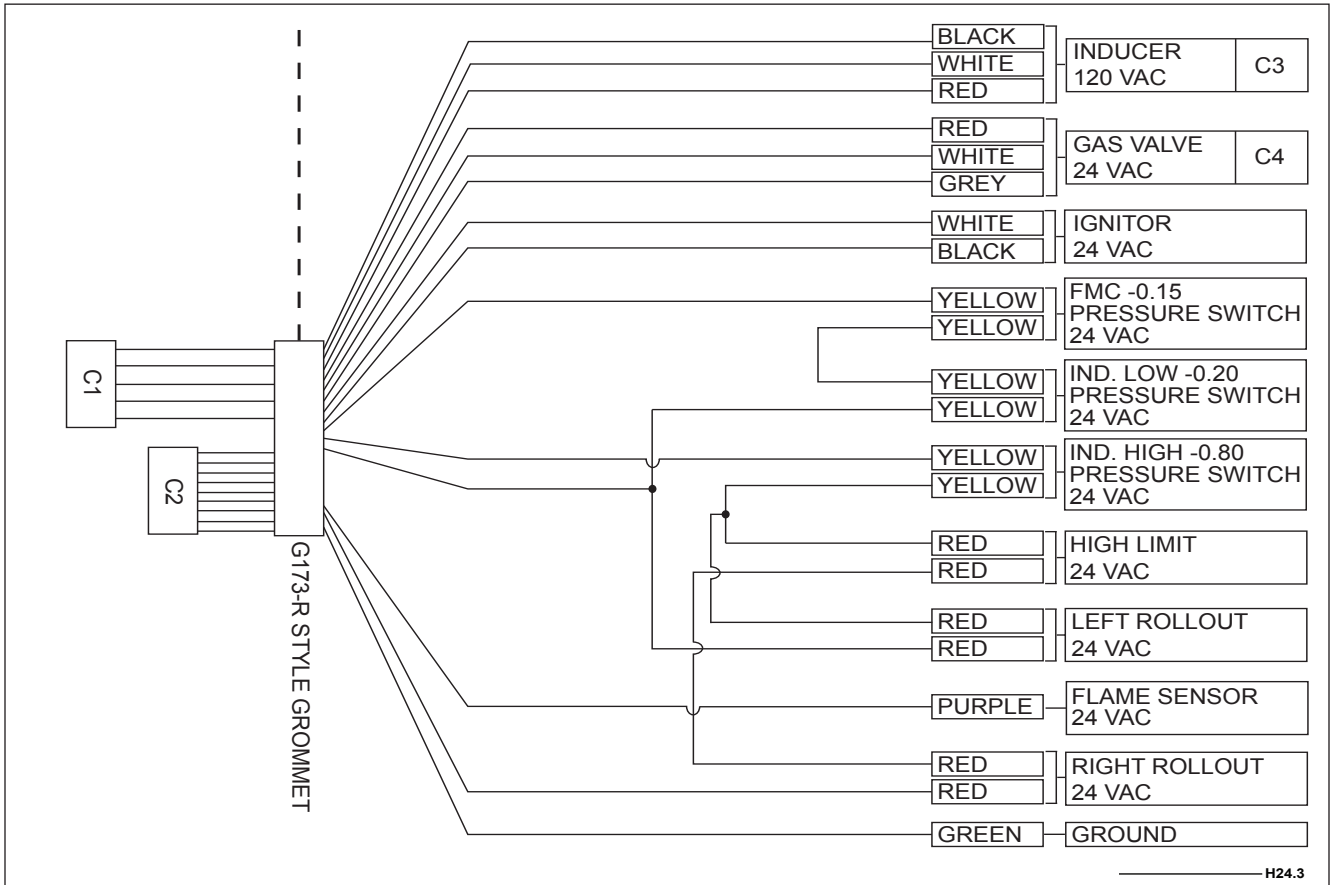 BLACK
WHITE
RED
INDUCER
120 VAC
C3
RED
WHITE
GREY
GAS VALVE
24 VAC
C4
WHITE
BLACK
IGNITOR
24 VAC
YELLOW
YELLOW
FMC -0.15
PRESSURE SWITCH
24 VAC
YELLOW
YELLOW
IND. LOW -0.20
PRESSURE SWITCH
24 VAC
YELLOW
YELLOW
IND. HIGH -0.80
PRESSURE SWITCH
24 VAC
RED
RED
HIGH LIMIT
24 VAC
RED
RED
LEFT ROLLOUT
24 VAC
PURPLE
FLAME SENSOR
24 VAC
RED
RED
RIGHT ROLLOUT
24 VAC
GREEN
GROUND
C1
C2
G173-R STYLE GROMMET
H24.3